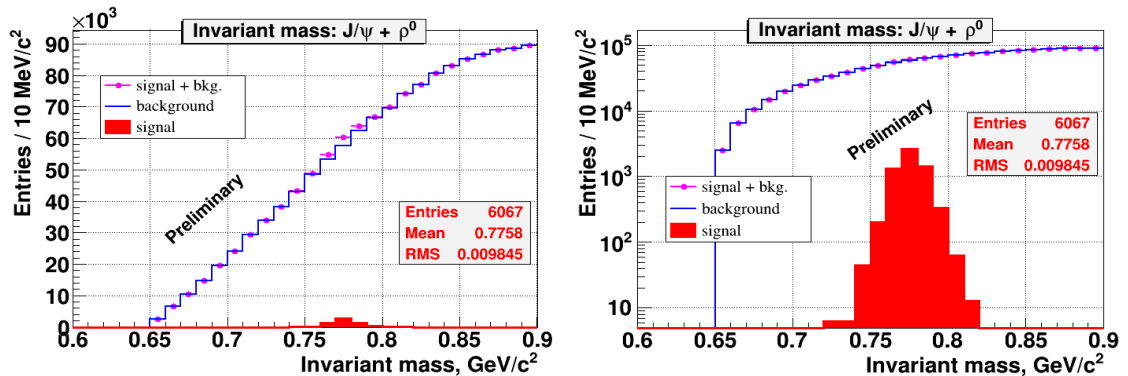 ×10³
Invariant mass: J/ψ + ρ⁰
Entries / 10 MeV/c²
90
80
70
60
50
40
30
20
10
0
signal + bkg.
background
signal
Preliminary
Entries 6067
Mean 0.7758
RMS 0.009845
0.6 0.65 0.7 0.75 0.8 0.85 0.9
Invariant mass, GeV/c²
Invariant mass: J/ψ + ρ⁰
Entries / 10 MeV/c²
10⁵
10⁴
10³
10²
10
Preliminary
Entries 6067
Mean 0.7758
RMS 0.009845
signal + bkg.
background
signal
0.6 0.65 0.7 0.75 0.8 0.85 0.9
Invariant mass, GeV/c²